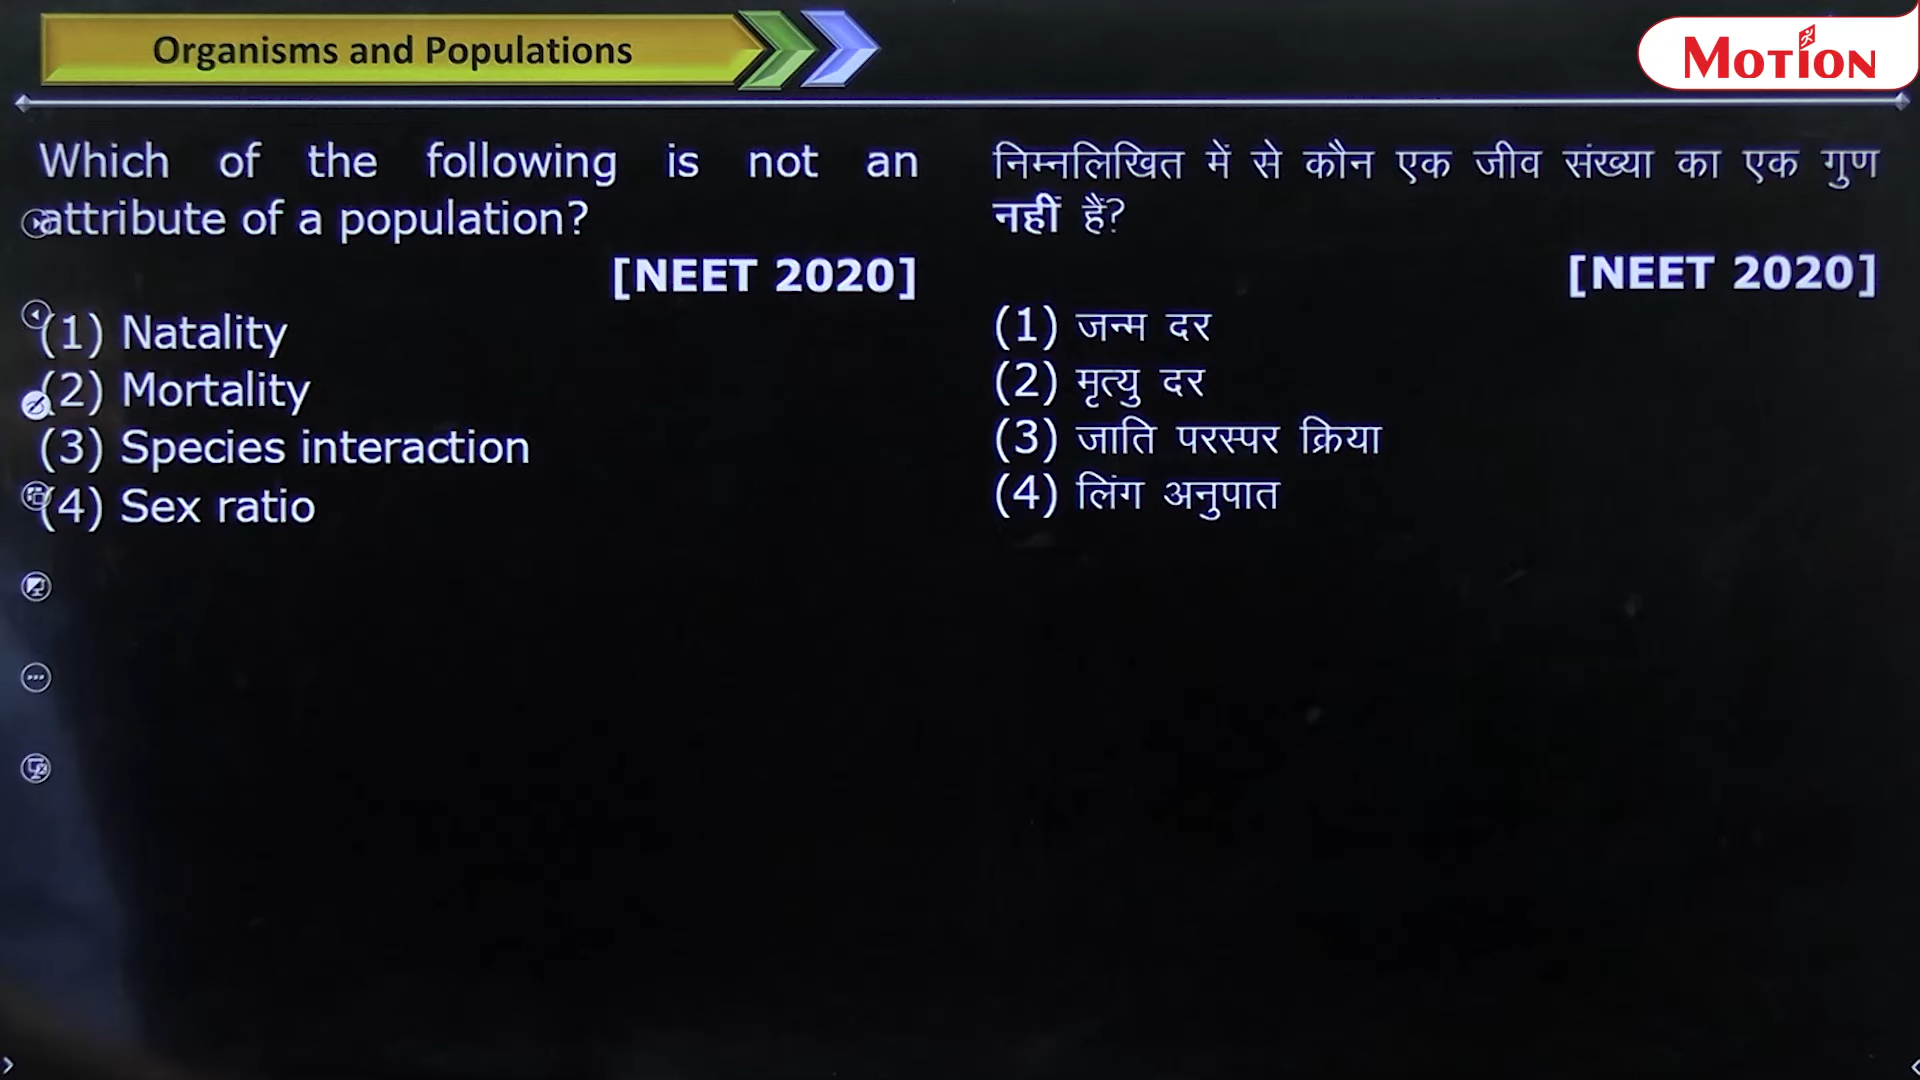 Organisms and Populations
MOTION
Which of the following is not an
attribute of a population?
[NEET 2020]
(1) Natality
(2) Mortality
(3) Species interaction
(4) Sex ratio
निम्नलिखित में से कौन एक जीव संख्या का एक गुण
नहीं है?
[NEET 2020]
(1) जन्म दर
(2) मृत्यु दर
(3) जाति परस्पर क्रिया
(4) लिंग अनुपात